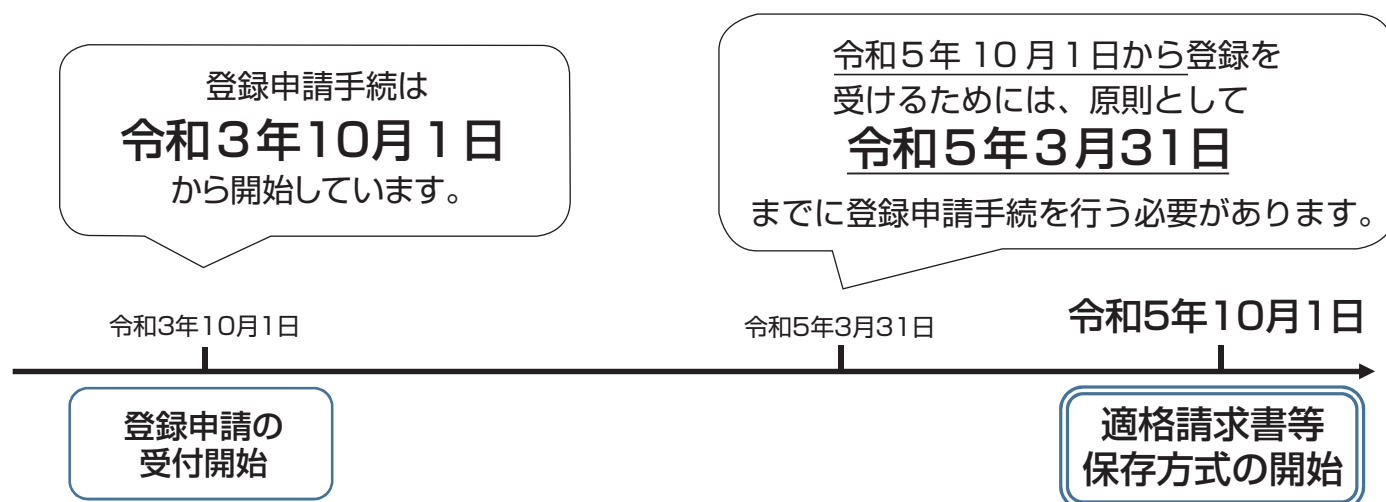 登録申請手続は
令和3年10月1日
から開始しています。
令和5年10月1日から登録を
受けるためには、原則として
令和5年3月31日
までに登録申請手続を行う必要があります。
令和3年10月1日
令和5年3月31日
令和5年10月1日
登録申請の
受付開始
適格請求書等
保存方式の開始